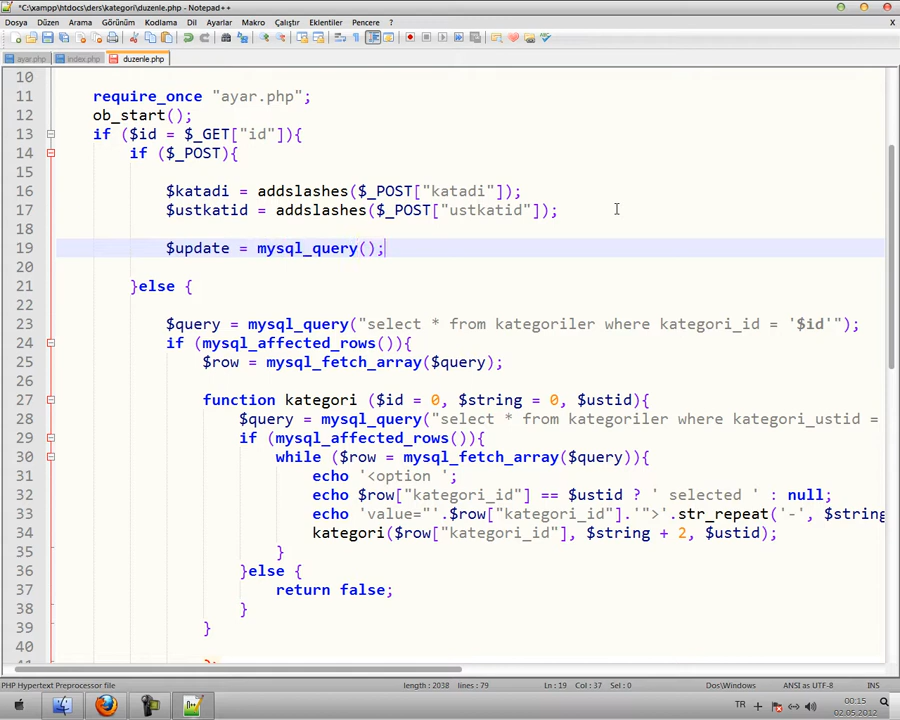 *C:\xampp\htdocs\ders\kategori\duzenle.php - Notepad++
Dosya Düzen Arama Görünüm Kodlama Dil Ayarlar Makro Çalıştır Eklentiler Pencere ? X
ayar.php index.php duzenle.php
10
11 require_once "ayar.php";
12 ob_start();
13 if ($id = $_GET["id"]){
14 if ($_POST){
15
16 $katadi = addslashes($_POST["katadi"]);
17 $ustkatid = addslashes($_POST["ustkatid"]);
18
19 $update = mysql_query();
20
21 }else {
22
23 $query = mysql_query("select * from kategoriler where kategori_id = '$id'");
24 if (mysql_affected_rows()){
25 $row = mysql_fetch_array($query);
26
27 function kategori ($id = 0, $string = 0, $ustid){
28 $query = mysql_query("select * from kategoriler where kategori_ustid =
29 if (mysql_affected_rows()){
30 while ($row = mysql_fetch_array($query)){
31 echo '<option ';
32 echo $row["kategori_id"] == $ustid ? ' selected ' : null;
33 echo 'value="'.$row["kategori_id"].'">'.str_repeat('-', $string
34 kategori($row["kategori_id"], $string + 2, $ustid);
35 }
36 }else {
37 return false;
38 }
39 }
40
PHP Hypertext Preprocessor file length : 2038 lines : 79 Ln : 19 Col : 37 Sel : 0 Dos\Windows ANSI as UTF-8 INS
TR 00:15
02.05.2012